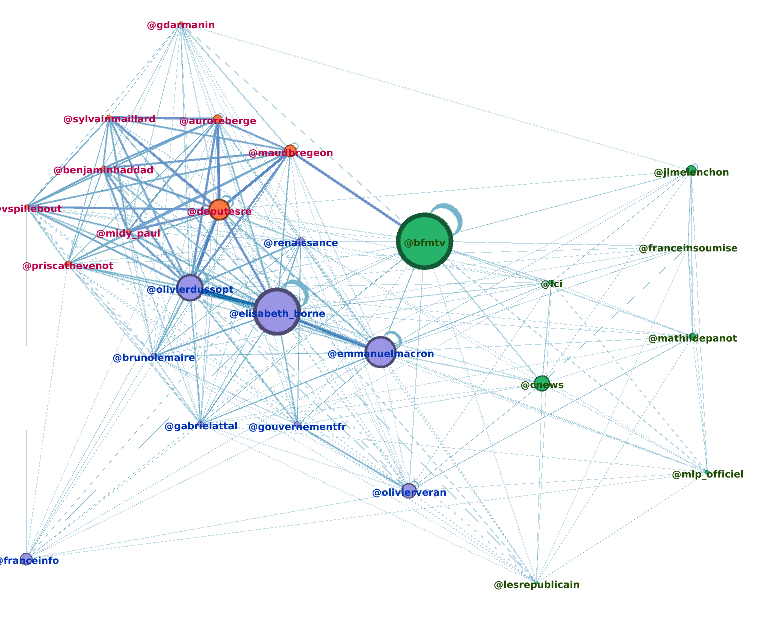 @gdarmanin
@sylvainmaillard
@auroreberge
@maudbregeon
@benjaminhaddad
@jlmelenchon
@vspillebout
@deputesre
@midy_paul
@renaissance
@bfmtv
@franceinsoumise
@priscathevenot
@lci
@olivierdussopt
@elisabeth_borne
@mathildepanot
@brunolemaire
@emmanuelmacron
@cnews
@gabrielattal
@gouvernementfr
@mlp_officiel
@olivierveran
@franceinfo
@lesrepublicain